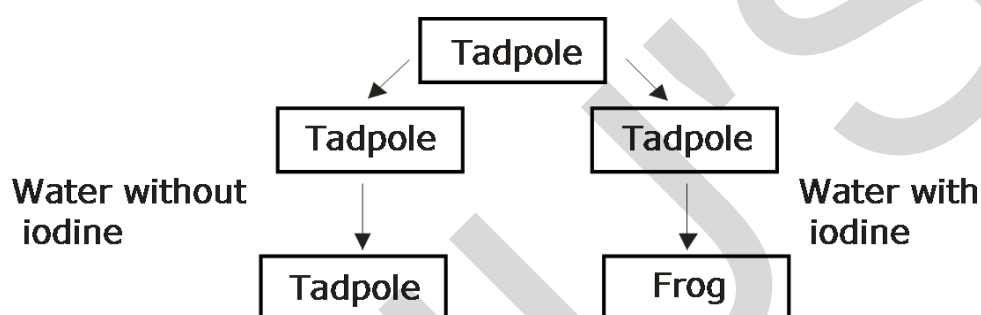 Tadpole
Tadpole
Tadpole
Water without
iodine
Water with
iodine
Tadpole
Frog